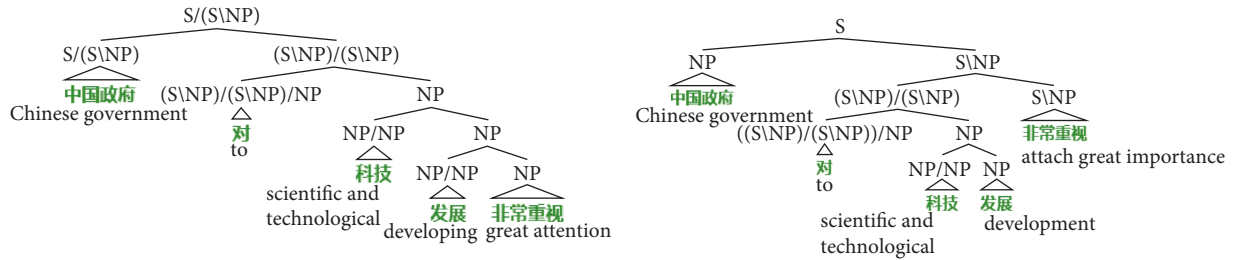 S/(S\NP)
S/(S\NP) (S\NP)/(S\NP)
中国政府 (S\NP)/(S\NP)/NP NP
Chinese government 对 NP/NP NP
to 科技 NP/NP NP
scientific and 发展 非常重视
technological developing great attention
S
NP S\NP
中国政府 (S\NP)/(S\NP) S\NP
Chinese government ((S\NP)/(S\NP))/NP NP 非常重视
对 NP/NP NP attach great importance
to 科技 发展
scientific and development
technological